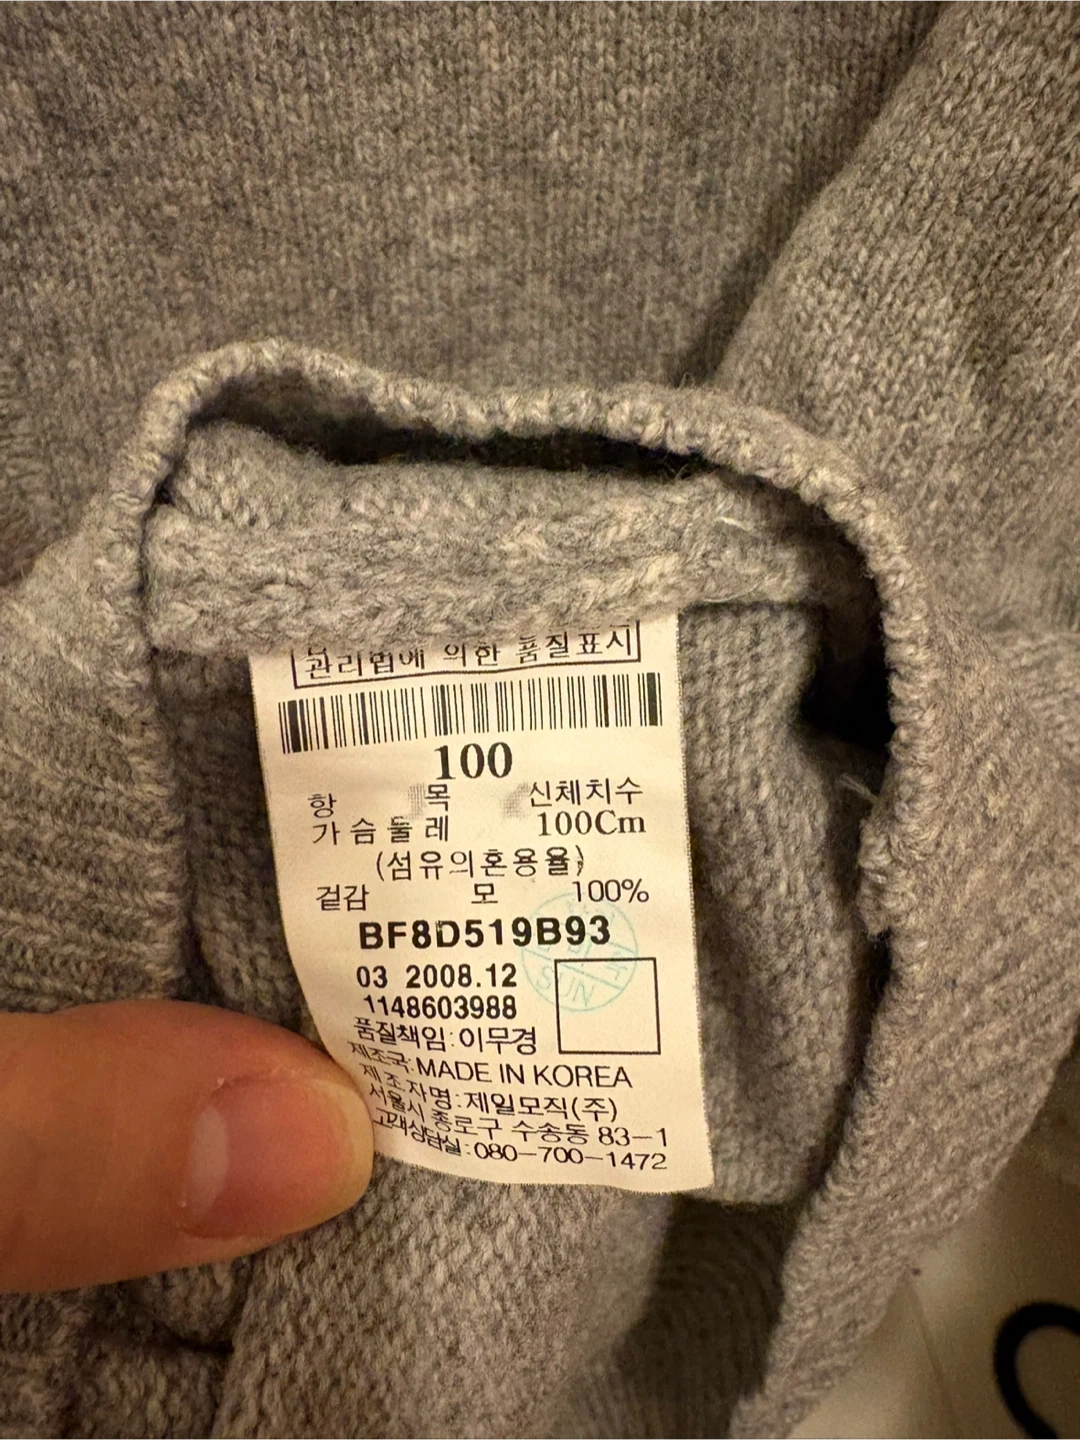 관리법에 의한 품질표시
100
항 목 신체치수
가슴둘레 100Cm
(섬유의혼용율)
겉감 모 100%
BF8D519B93
03 2008.12
1148603988
품질책임:이무경
제조국:MADE IN KOREA
제조자명:제일모직(주)
서울시 종로구 수송동 83-1
고객상담실:080-700-1472